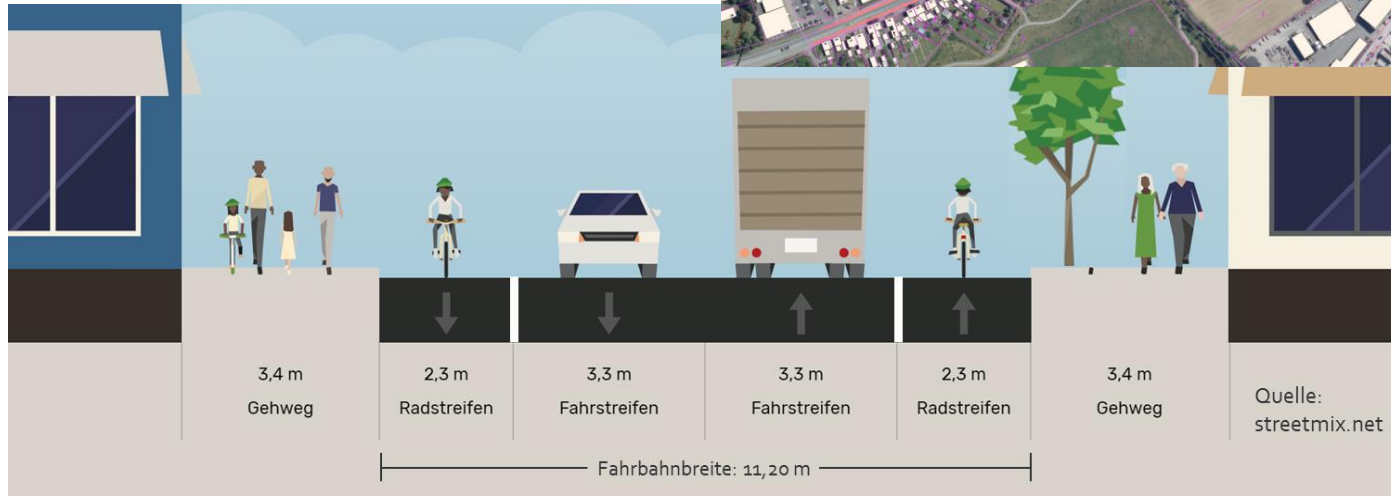 3,4 m
Gehweg
2,3 m
Radstreifen
3,3 m
Fahrstreifen
3,3 m
Fahrstreifen
2,3 m
Radstreifen
3,4 m
Gehweg
Quelle:
streetmix.net
Fahrbahnbreite: 11,20 m